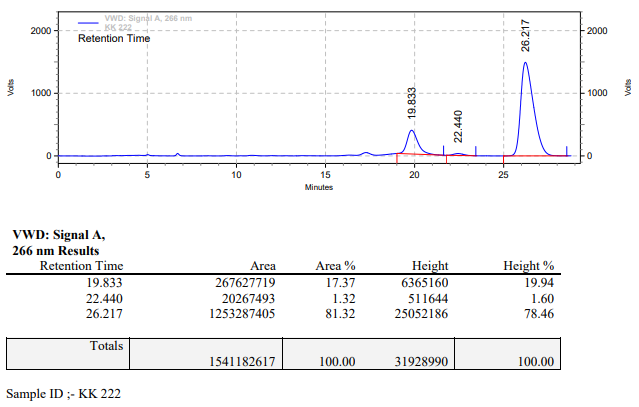 VWD: Signal A, 266 nm
KK 222
Retention Time
2000
1000
0
2000
1000
0
Volts
Volts
19.833
22.440
26.217
0 5 10 15 20 25
Minutes
VWD: Signal A,
266 nm Results
Retention Time Area Area % Height Height %
19.833 267627719 17.37 6365160 19.94
22.440 20267493 1.32 511644 1.60
26.217 1253287405 81.32 25052186 78.46
Totals
1541182617 100.00 31928990 100.00
Sample ID ;- KK 222